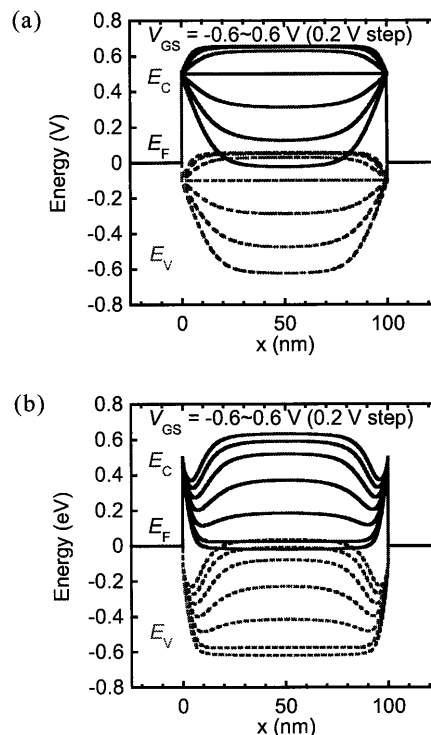 (a)
V_GS = -0.6~0.6 V (0.2 V step)
0.8
0.6
0.4
0.2
0
-0.2
-0.4
-0.6
0.8
Energy (V)
E_C
E_F
E_V
0
50
100
x (nm)
(b)
V_GS = -0.6~0.6 V (0.2 V step)
0.8
0.6
0.4
0.2
0
-0.2
-0.4
-0.6
-0.8
Energy (eV)
E_C
E_F
E_V
0
50
100
x (nm)